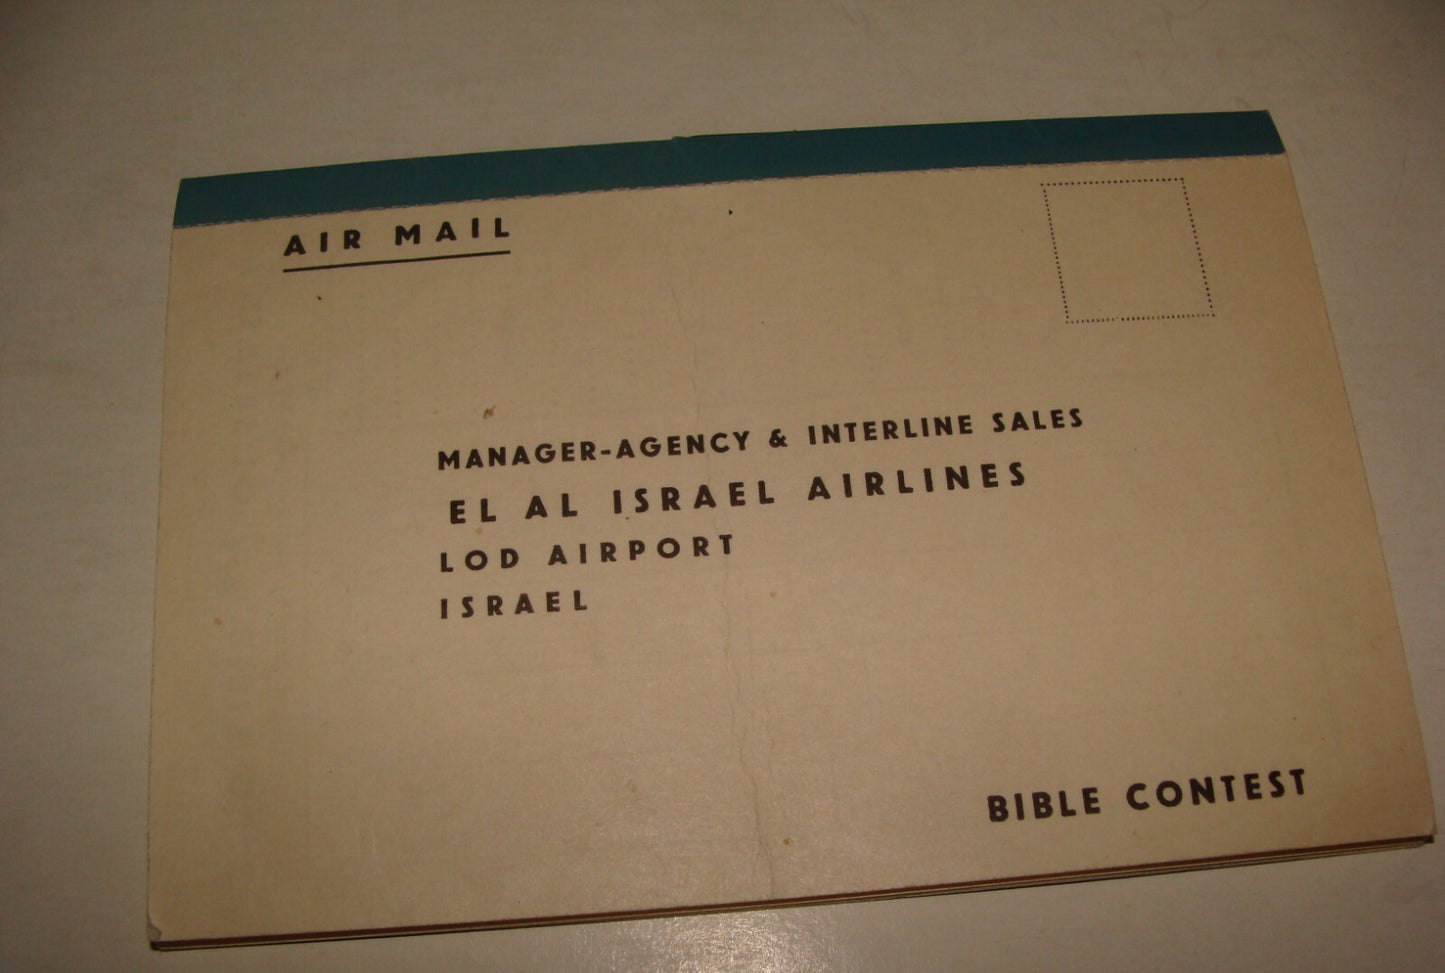 AIR MAIL
MANAGER-AGENCY & INTERLINE SALES
EL AL ISRAEL AIRLINES
LOD AIRPORT
ISRAEL
BIBLE CONTEST